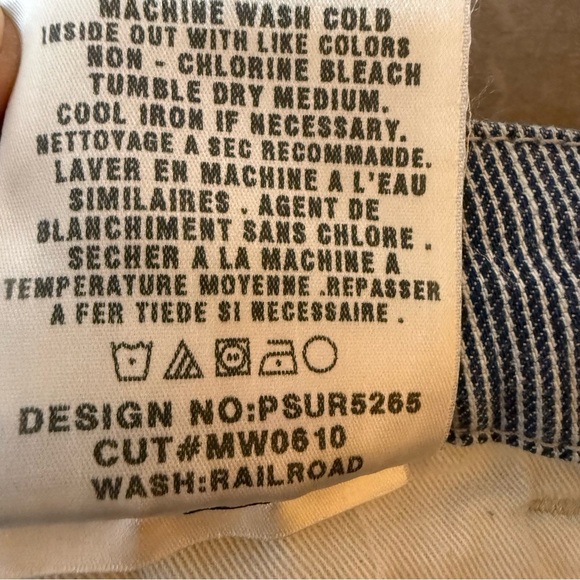 MACHINE WASH COLD
INSIDE OUT WITH LIKE COLORS
NON - CHLORINE BLEACH
TUMBLE DRY MEDIUM.
COOL IRON IF NECESSARY.
NETTOYAGE A SEC RECOMMANDE.
LAVER EN MACHINE A L'EAU
SIMILAIRES . AGENT DE
BLANCHIMENT SANS CHLORE .
SECHER A LA MACHINE A
TEMPERATURE MOYENNE .REPASSER
A FER TIEDE SI NECESSAIRE .
DESIGN NO:PSUR5265
CUT#MW0610
WASH:RAILROAD